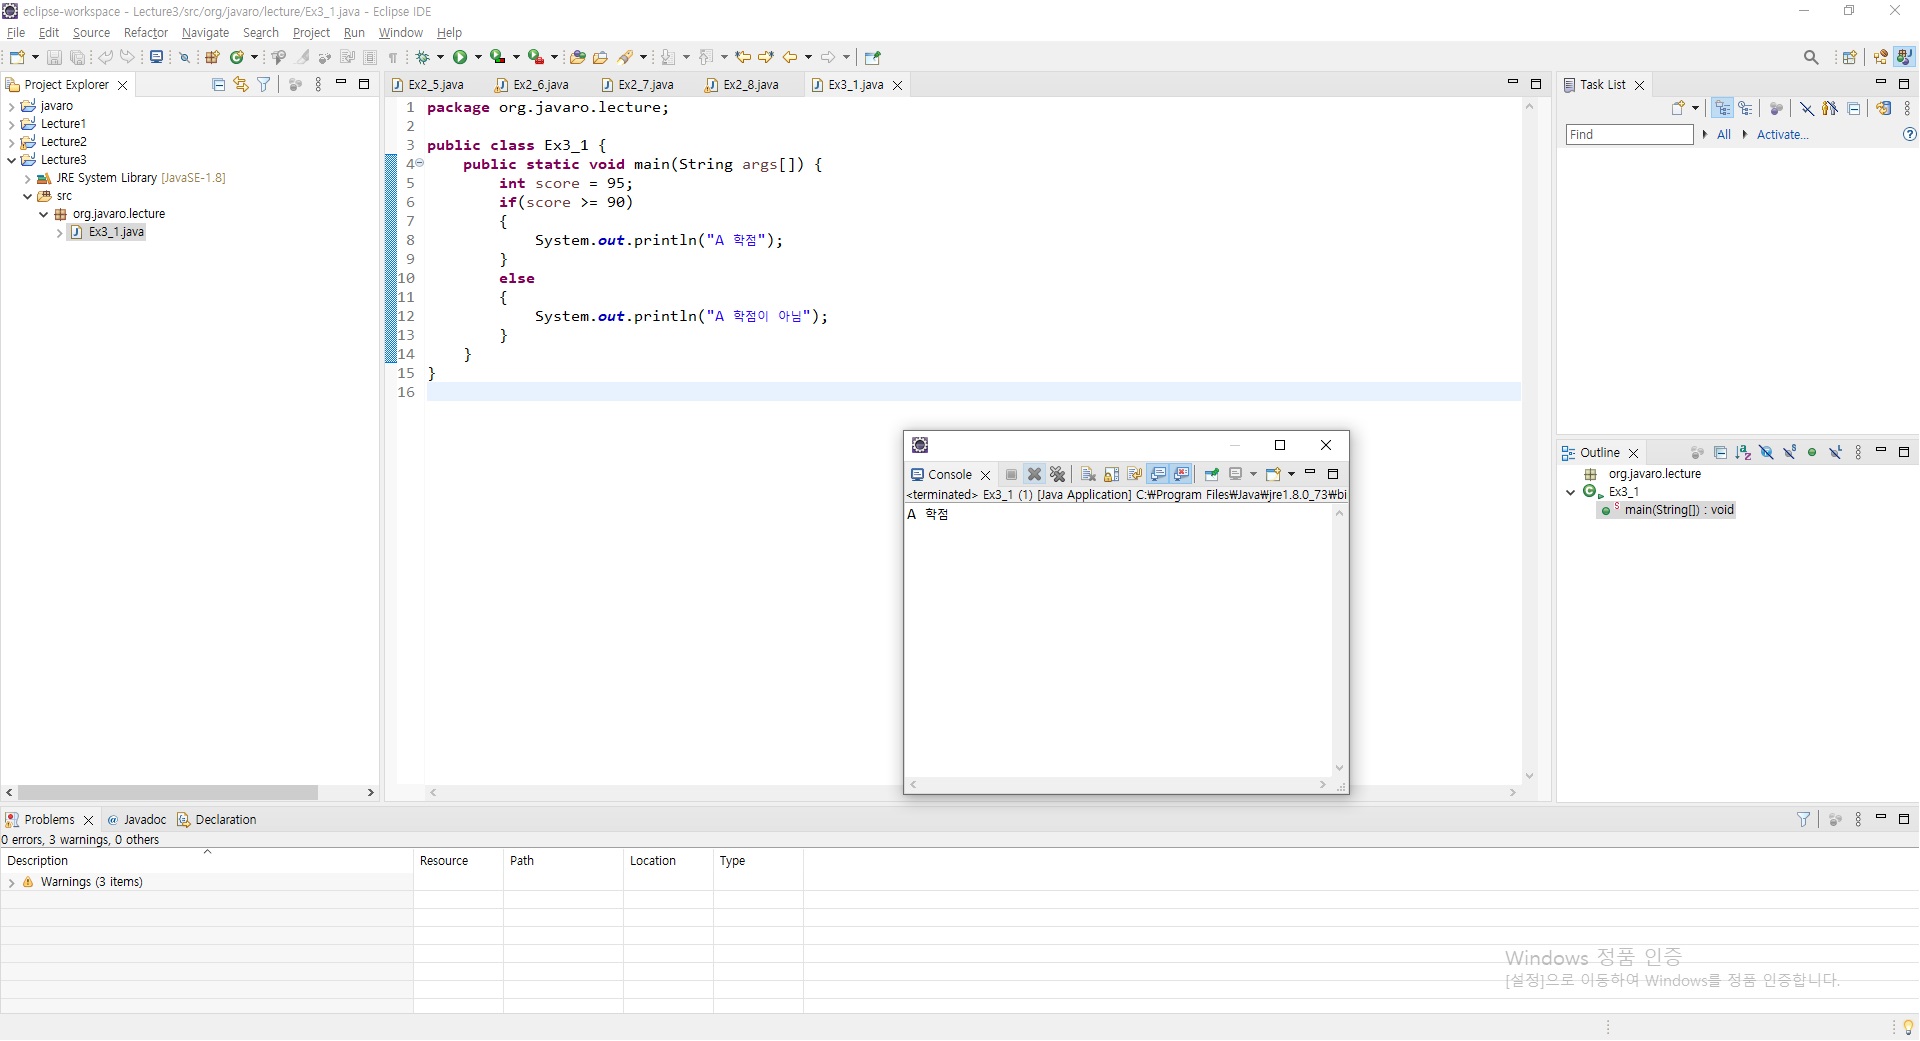 eclipse-workspace - Lecture3/src/org/javaro/lecture/Ex3_1.java - Eclipse IDE
File Edit Source Refactor Navigate Search Project Run Window Help
Project Explorer
javaro
Lecture1
Lecture2
Lecture3
JRE System Library [JavaSE-1.8]
src
org.javaro.lecture
Ex3_1.java
Ex2_5.java Ex2_6.java Ex2_7.java Ex2_8.java Ex3_1.java
1 package org.javaro.lecture;
2
3 public class Ex3_1 {
4 public static void main(String args[]) {
5 int score = 95;
6 if(score >= 90)
7 {
8 System.out.println("A 학점");
9 }
10 else
11 {
12 System.out.println("A 학점이 아님");
13 }
14 }
15 }
16
Console
<terminated> Ex3_1 (1) [Java Application] C:₩Program Files₩Java₩jre1.8.0_73₩bi
A 학점
Task List
Find All Activate...
Outline
org.javaro.lecture
Ex3_1
main(String[]) : void
Problems Javadoc Declaration
0 errors, 3 warnings, 0 others
Description Resource Path Location Type
Warnings (3 items)
Windows 정품 인증
[설정]으로 이동하여 Windows를 정품 인증합니다.